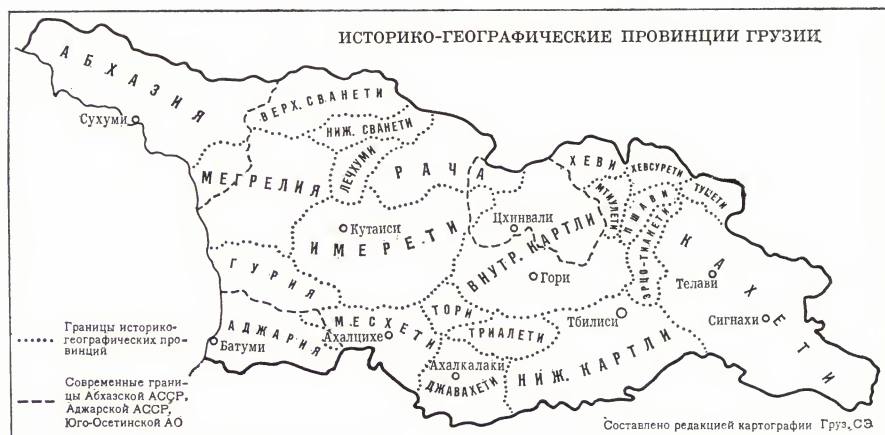 ИСТОРИКО-ГЕОГРАФИЧЕСКИЕ ПРОВИНЦИИ ГРУЗИИ
АБХАЗИЯ
Сухуми
ВЕРХ. СВАНЕТИ
НИЖ. СВАНЕТИ
МЕГРЕЛИЯ
ЛЕЧХУМИ
РАЧА
ХЕВИ
ХЕВСУРЕТИ
ТУШЕТИ
МТИУЛЕТИ
ПШАВИ
ЭРЦО-ТИАНЕТИ
Кутаиси
ИМЕРЕТИ
Цхинвали
ВНУТР. КАРТЛИ
Гори
КАХЕТИ
Телави
Сигнахи
ГУРИЯ
АДЖАРИЯ
Батуми
МЕСХЕТИ
Ахалцихе
ТОРИ
ТРИАЛЕТИ
Тбилиси
Ахалкалаки
ДЖАВАХЕТИ
НИЖ. КАРТЛИ
Границы историко-
географических про-
винций
Современные грани-
цы Абхазской АССР,
Аджарской АССР,
Юго-Осетинской АО
Составлено редакцией картографии Груз. СЭ